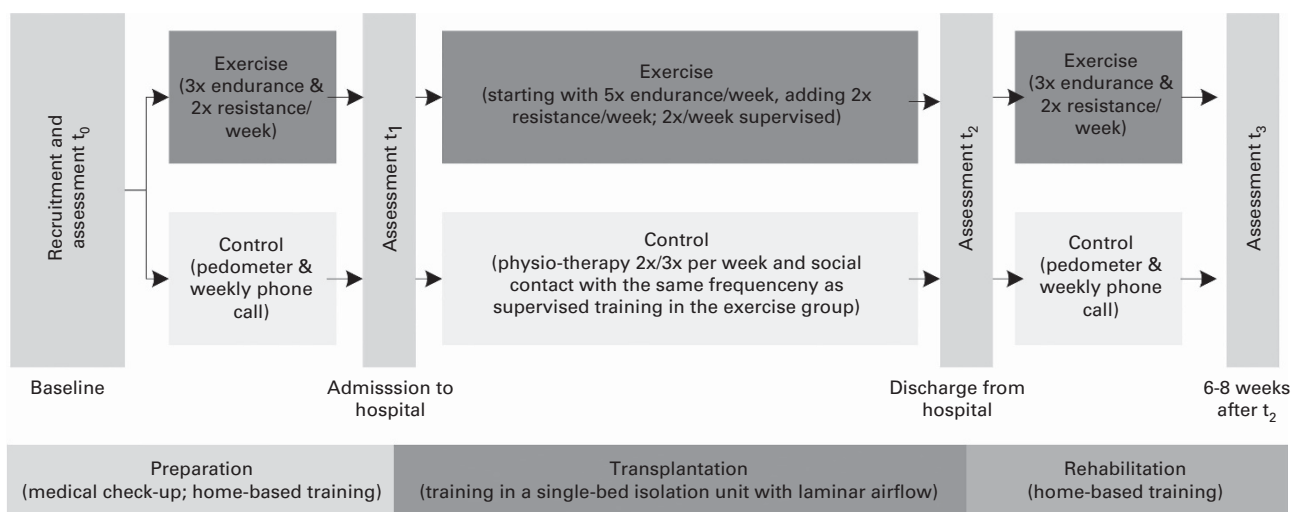 Recruitment and
assessment t0
Exercise
(3x endurance &
2x resistance/
week)
Control
(pedometer &
weekly phone
call)
Assessment t1
Exercise
(starting with 5x endurance/week, adding 2x
resistance/week; 2x/week supervised)
Control
(physio-therapy 2x/3x per week and social
contact with the same frequenceny as
supervised training in the exercise group)
Assessment t2
Exercise
(3x endurance &
2x resistance/
week)
Control
(pedometer &
weekly phone
call)
Assessment t3
Baseline
Admisssion to
hospital
Discharge from
hospital
6-8 weeks
after t2
Preparation
(medical check-up; home-based training)
Transplantation
(training in a single-bed isolation unit with laminar airflow)
Rehabilitation
(home-based training)